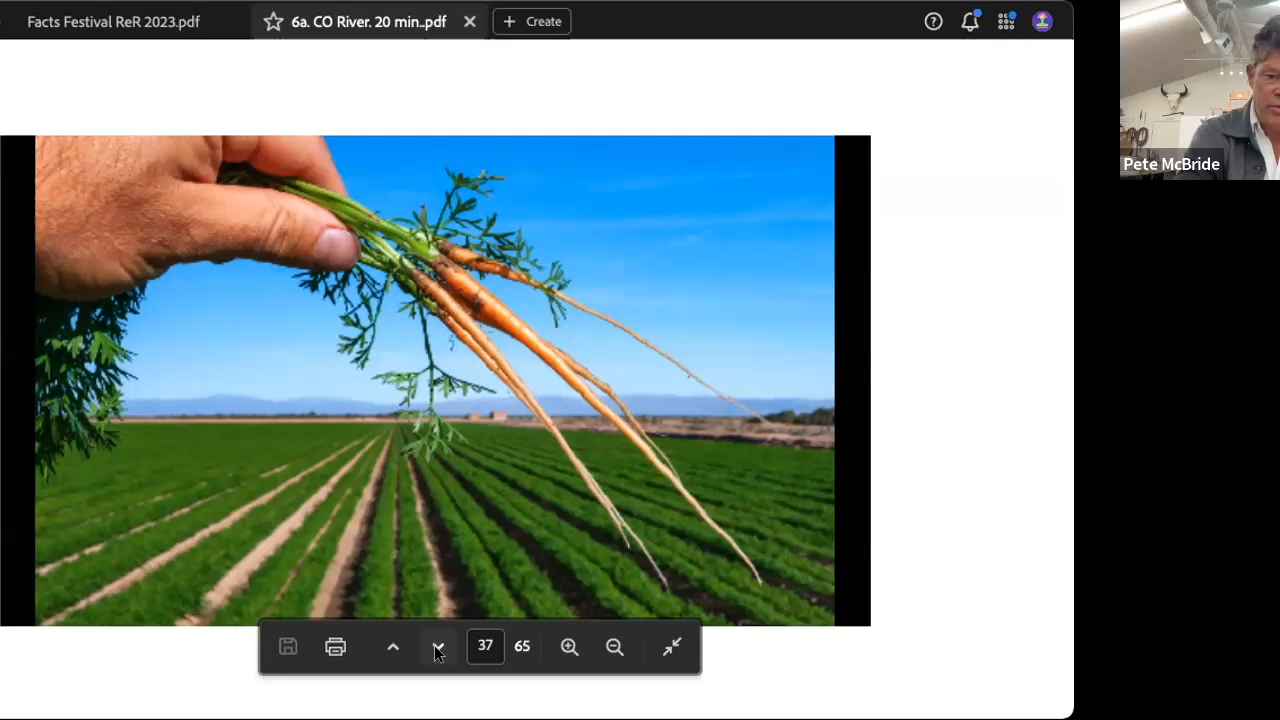 Facts Festival ReR 2023.pdf
6a. CO River. 20 min..pdf
Create
Pete McBride
37
65